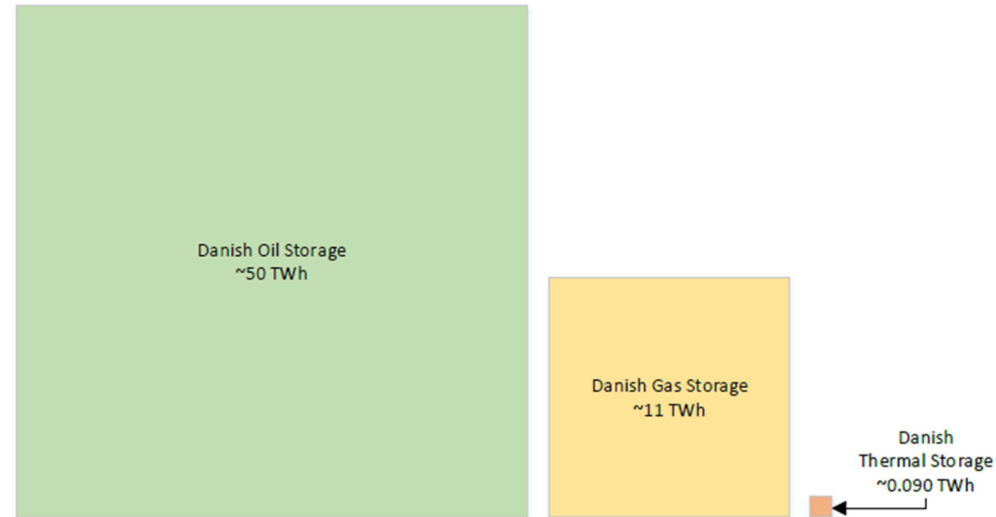 Danish Oil Storage
~50 TWh
Danish Gas Storage
~11 TWh
Danish
Thermal Storage
~0.090 TWh